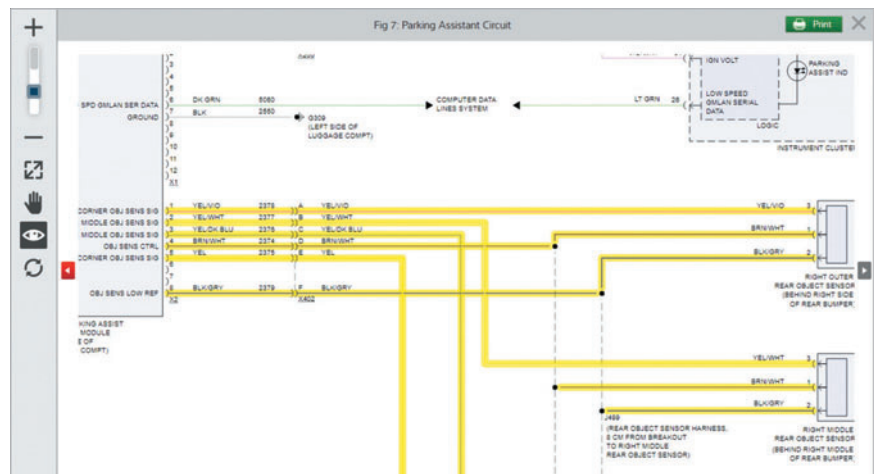 Fig 7: Parking Assistant Circuit
Print
IGN VOLT
PARKING
ASSIST IND
LOW SPEED
GMLAN SERIAL
DATA
LOGIC
INSTRUMENT CLUSTE
LT GRN 26
COMPUTER DATA
LINES SYSTEM
2
3
4
5
SPD GMLAN SER DATA 6 DK GRN 5060
GROUND 7 BLK 2650
G309
(LEFT SIDE OF
LUGGAGE COMPT)
8
9
10
11
12
X1
CORNER OBJ SENS SIG 1 YEL/VIO 2378 A YEL/VIO
MIDDLE OBJ SENS SIG 2 YEL/WHT 2377 B YEL/WHT
MIDDLE OBJ SENS SIG 3 YEL/DK BLU 2376 C YEL/DK BLU
OBJ SENS CTRL 4 BRN/WHT 2374 D BRN/WHT
CORNER OBJ SENS SIG 5 YEL 2375 E YEL
6
7
OBJ SENS LOW REF 8 BLK/GRY 2379 F BLK/GRY
X2
X402
KING ASSIST
MODULE
E OF
COMPT)
YEL/VIO 3
BRN/WHT 1
BLK/GRY 2
RIGHT OUTER
REAR OBJECT SENSOR
(BEHIND RIGHT SIDE
OF REAR BUMPER)
YEL/WHT 3
BRN/WHT 1
BLK/GRY 2
J499
(REAR OBJECT SENSOR HARNESS,
8 CM FROM BREAKOUT
TO RIGHT MIDDLE
REAR OBJECT SENSOR)
RIGHT MIDDLE
REAR OBJECT SENSOR
(BEHIND RIGHT MIDDLE
OF REAR BUMPER)